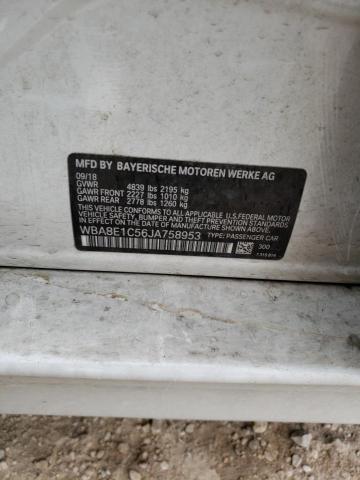 MFD BY BAYERISCHE MOTOREN WERKE AG
09/18
GVWR 4839 lbs 2195 kg
GAWR FRONT 2227 lbs 1010 kg
GAWR REAR 2778 lbs 1260 kg
THIS VEHICLE CONFORMS TO ALL APPLICABLE U.S.FEDERAL MOTOR
VEHICLE SAFETY, BUMPER AND THEFT PREVENTION STANDARDS
IN EFFECT ON THE DATE OF MANUFACTURE SHOWN ABOVE.
WBA8E1C56JA758953 TYPE: PASSENGER CAR
300